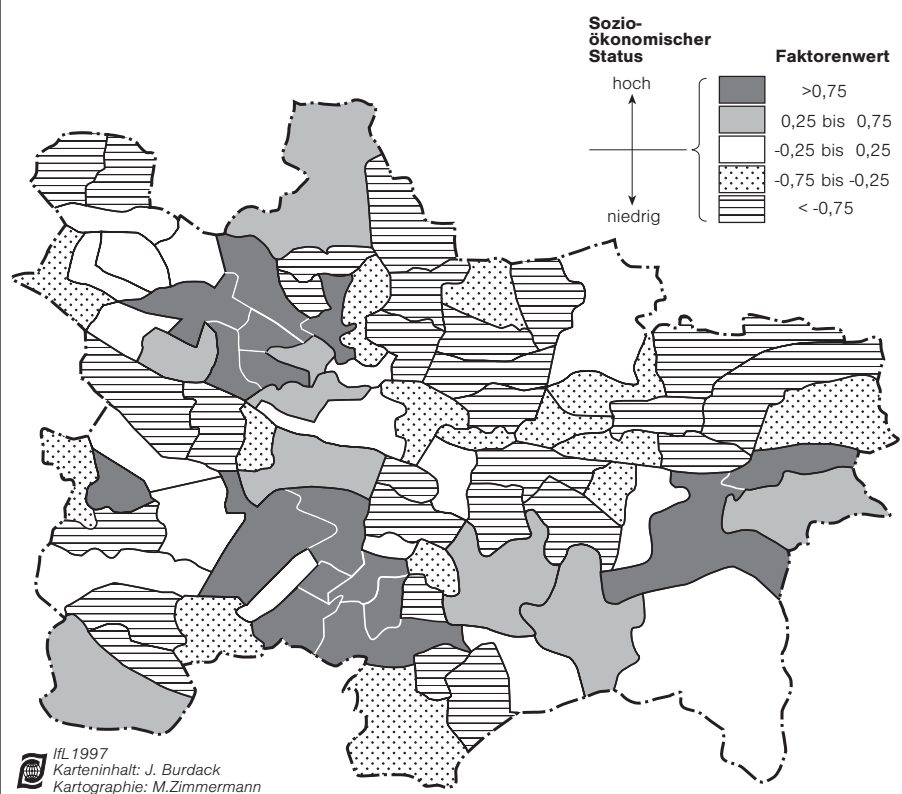 Sozio-
ökonomischer
Status
Faktorenwert
hoch
>0,75
0,25 bis 0,75
-0,25 bis 0,25
-0,75 bis -0,25
< -0,75
niedrig
IfL1997
Karteninhalt: J. Burdack
Kartographie: M.Zimmermann